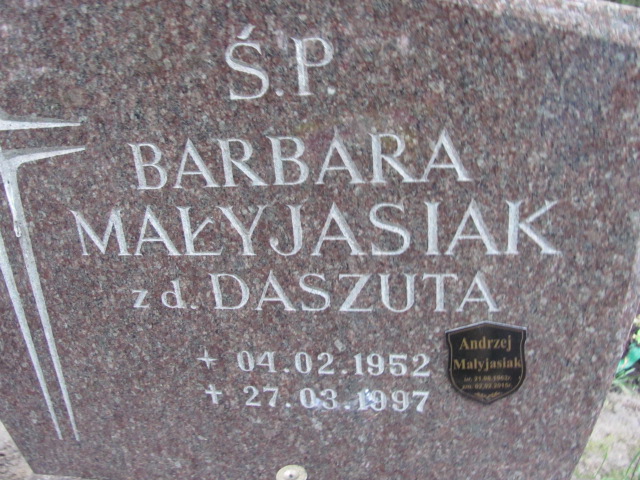 Ś.P.
BARBARA
MAŁYJASIAK
z d. DASZUTA
+ 04.02.1952
+ 27.03.1997
Andrzej
Małyjasiak